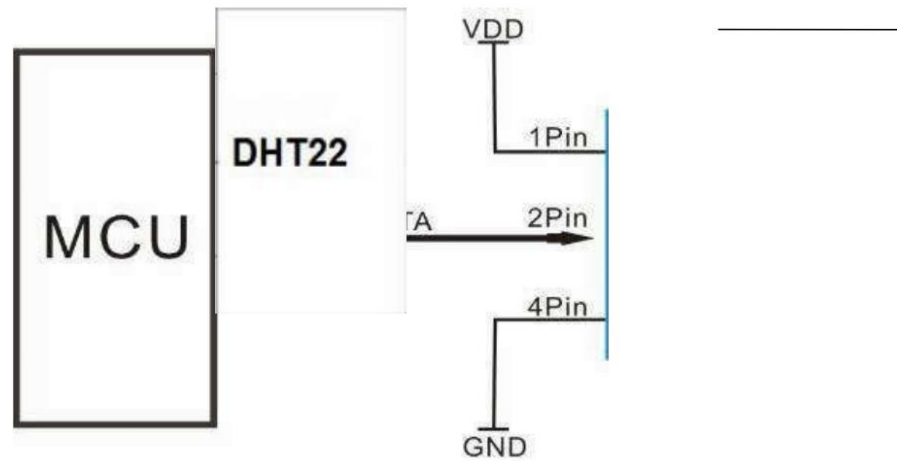 VDD
DHT22
1Pin
MCU
TA
2Pin
4Pin
GND